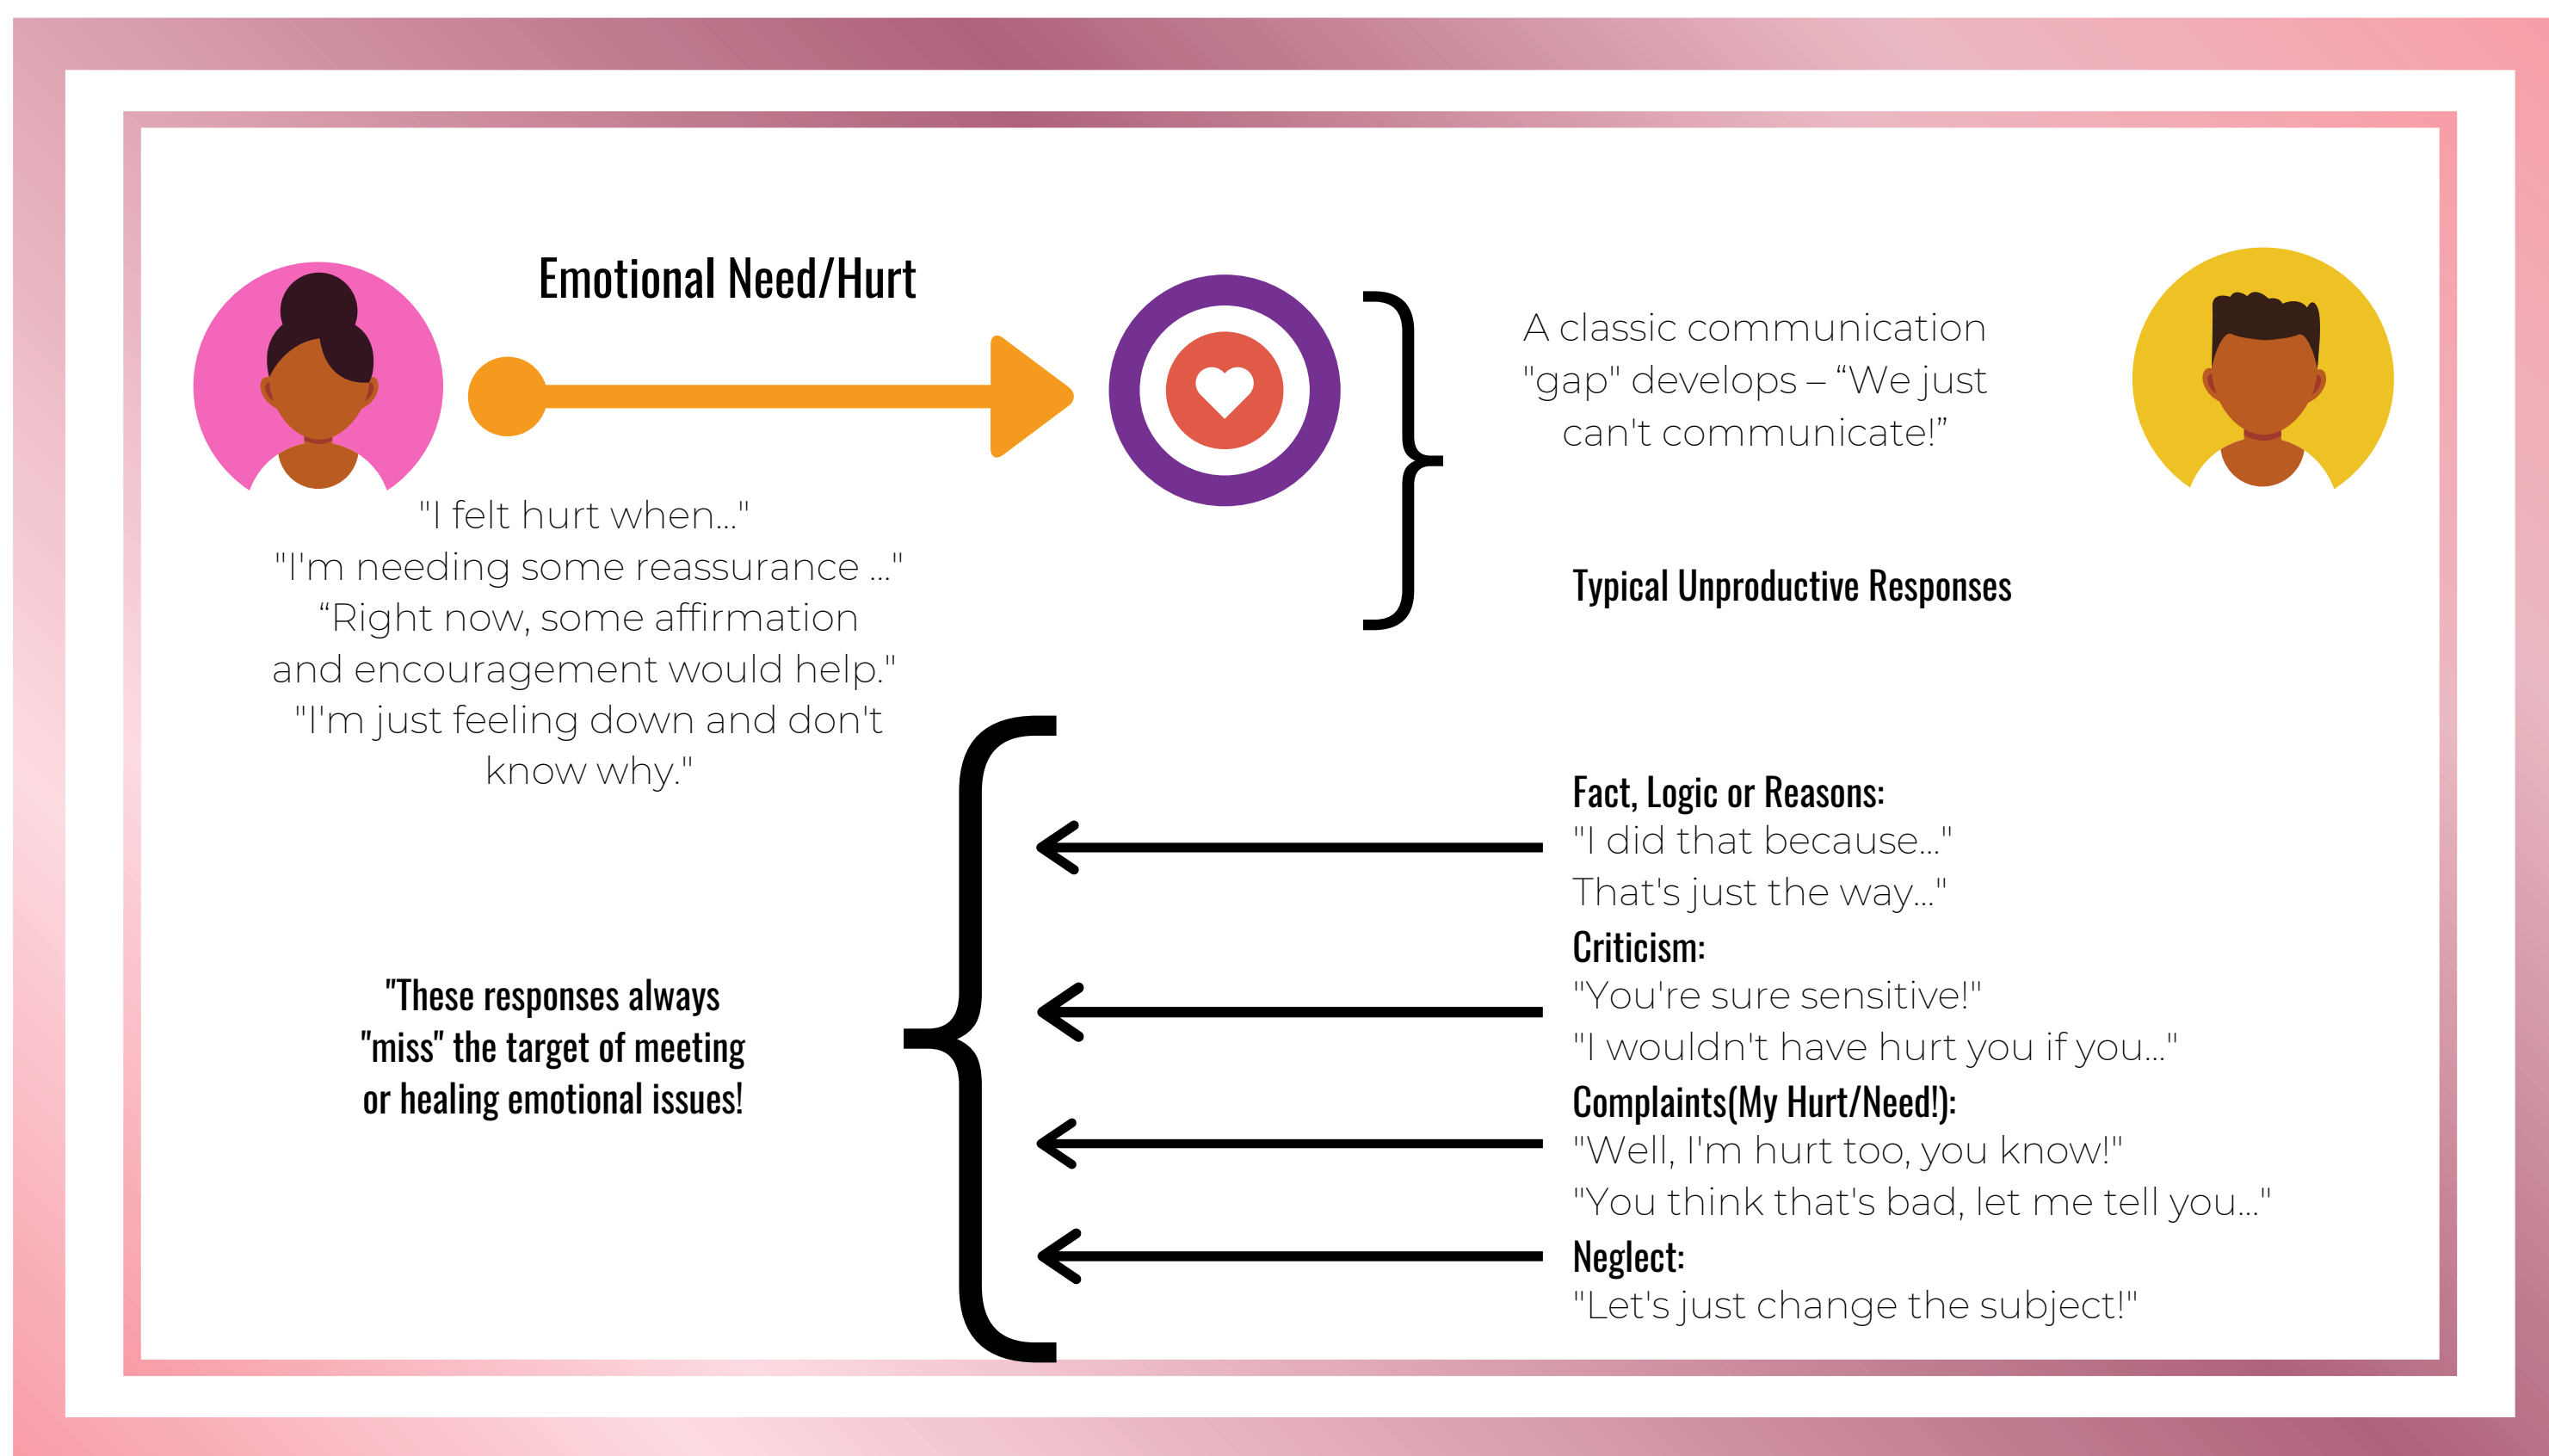 Emotional Need/Hurt
"I felt hurt when..."
"I'm needing some reassurance ..."
“Right now, some affirmation
and encouragement would help."
"I'm just feeling down and don't
know why."
A classic communication
"gap" develops – “We just
can't communicate!”
Typical Unproductive Responses
Fact, Logic or Reasons:
"I did that because..."
That's just the way..."
Criticism:
"You're sure sensitive!"
"I wouldn't have hurt you if you..."
Complaints(My Hurt/Need!):
"Well, I'm hurt too, you know!"
"You think that's bad, let me tell you..."
Neglect:
"Let's just change the subject!"
"These responses always
"miss" the target of meeting
or healing emotional issues!